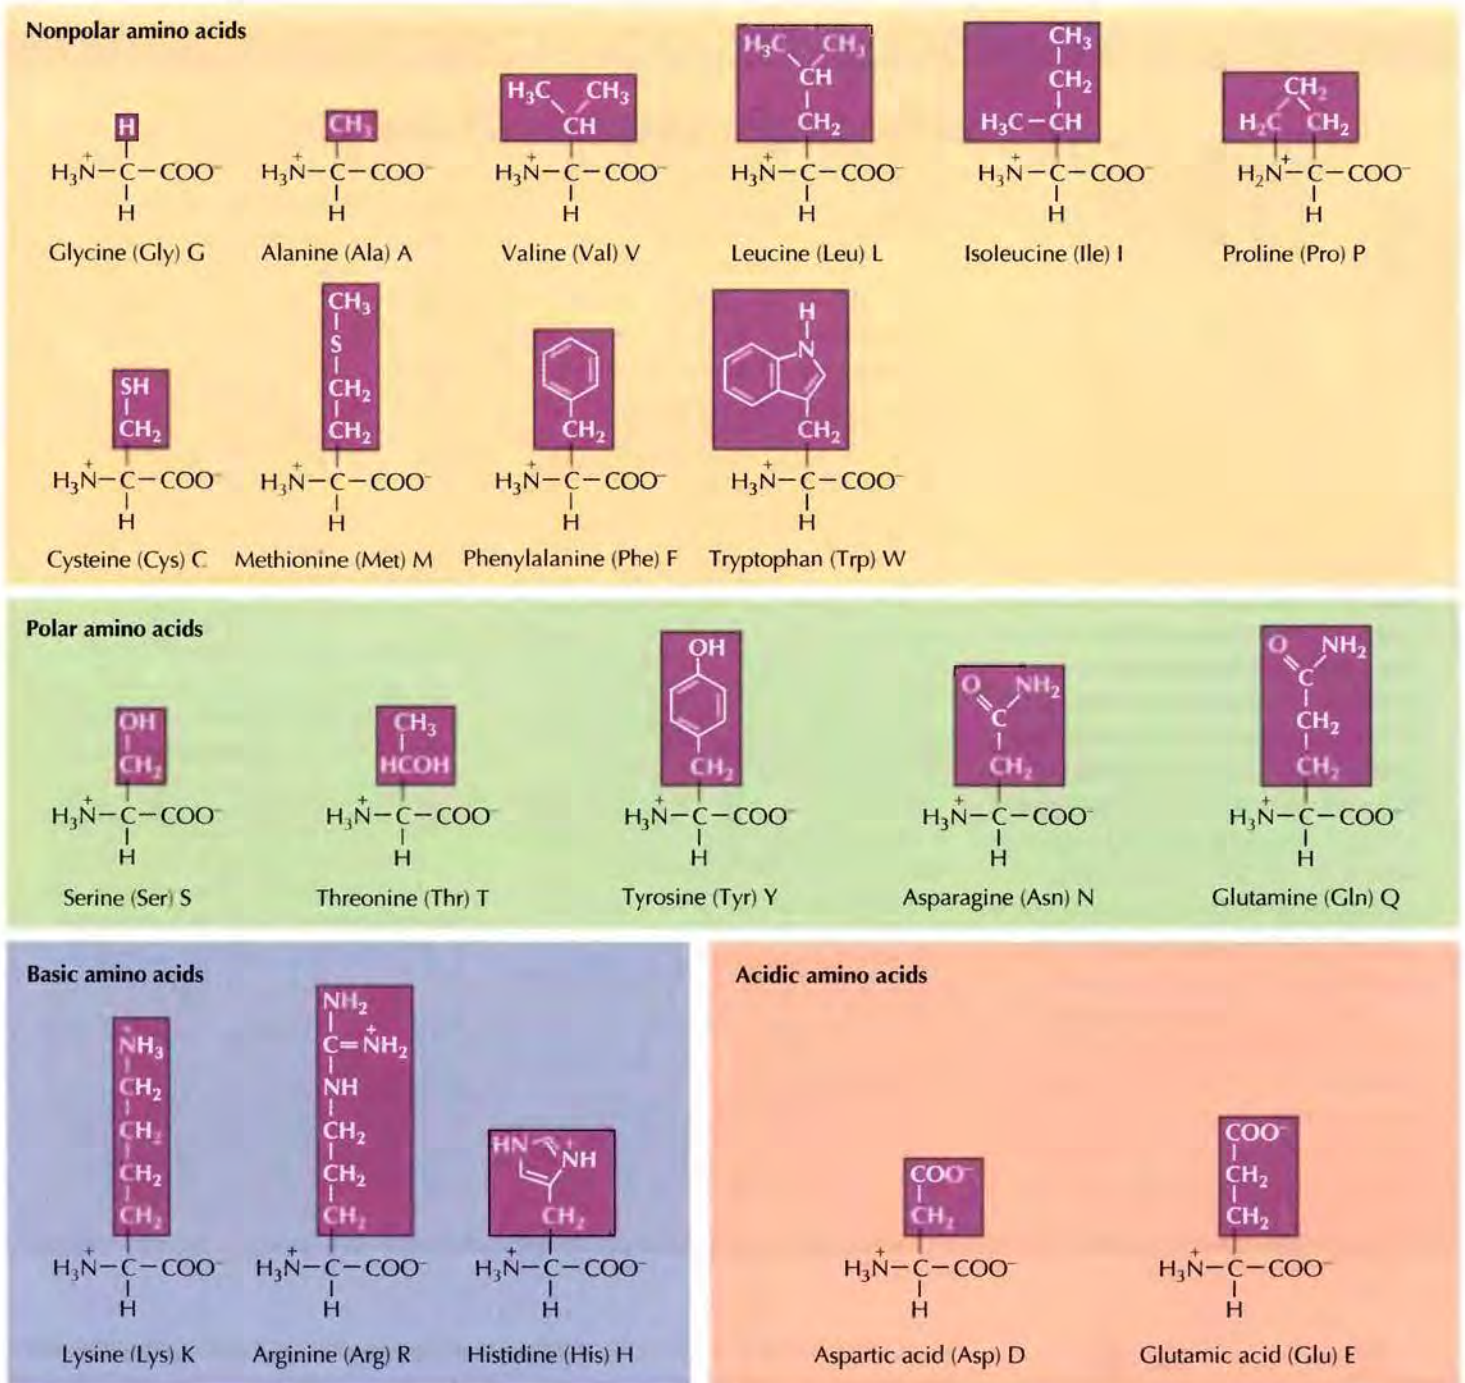 Nonpolar amino acids
H
H₃N⁺–C–COO⁻
H
Glycine (Gly) G
CH₃
H₃N⁺–C–COO⁻
H
Alanine (Ala) A
H₃C CH₃
CH
H₃N⁺–C–COO⁻
H
Valine (Val) V
H₃C CH₃
CH
CH₂
H₃N⁺–C–COO⁻
H
Leucine (Leu) L
CH₃
CH₂
H₃C–CH
H₃N⁺–C–COO⁻
H
Isoleucine (Ile) I
CH₂
H₂C CH₂
H₂N⁺–C–COO⁻
H
Proline (Pro) P
SH
CH₂
H₃N⁺–C–COO⁻
H
Cysteine (Cys) C
CH₃
S
CH₂
CH₂
H₃N⁺–C–COO⁻
H
Methionine (Met) M
CH₂
H₃N⁺–C–COO⁻
H
Phenylalanine (Phe) F
H
N
CH₂
H₃N⁺–C–COO⁻
H
Tryptophan (Trp) W
Polar amino acids
OH
CH₂
H₃N⁺–C–COO⁻
H
Serine (Ser) S
CH₃
HCOH
H₃N⁺–C–COO⁻
H
Threonine (Thr) T
OH
CH₂
H₃N⁺–C–COO⁻
H
Tyrosine (Tyr) Y
O NH₂
C
CH₂
H₃N⁺–C–COO⁻
H
Asparagine (Asn) N
O NH₂
C
CH₂
CH₂
H₃N⁺–C–COO⁻
H
Glutamine (Gln) Q
Basic amino acids
NH₃⁺
CH₂
CH₂
CH₂
CH₂
H₃N⁺–C–COO⁻
H
Lysine (Lys) K
NH₂
C=NH₂⁺
NH
CH₂
CH₂
CH₂
H₃N⁺–C–COO⁻
H
Arginine (Arg) R
HN NH⁺
CH₂
H₃N⁺–C–COO⁻
H
Histidine (His) H
Acidic amino acids
COO⁻
CH₂
H₃N⁺–C–COO⁻
H
Aspartic acid (Asp) D
COO⁻
CH₂
CH₂
H₃N⁺–C–COO⁻
H
Glutamic acid (Glu) E